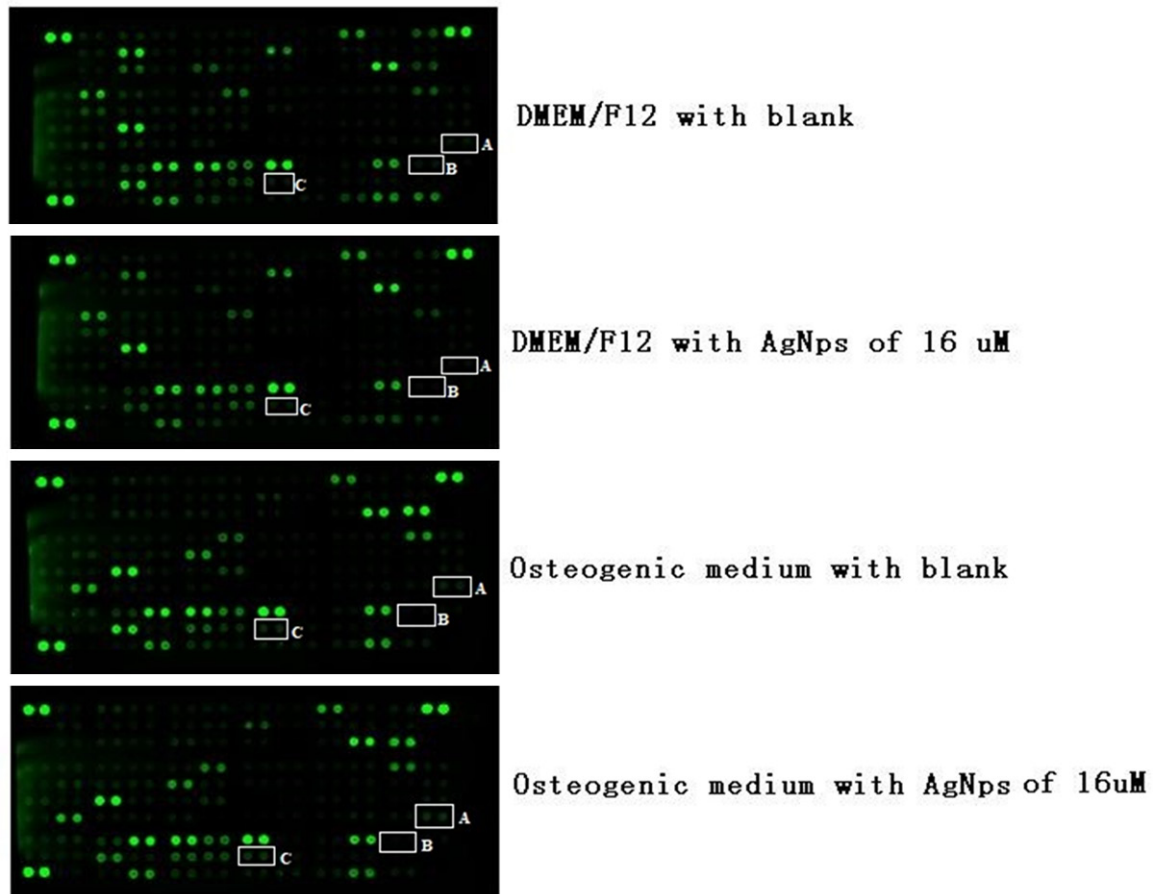 DMEM/F12 with blank
A
B
C
DMEM/F12 with AgNps of 16 uM
A
B
C
Osteogenic medium with blank
A
B
C
Osteogenic medium with AgNps of 16uM
A
B
C